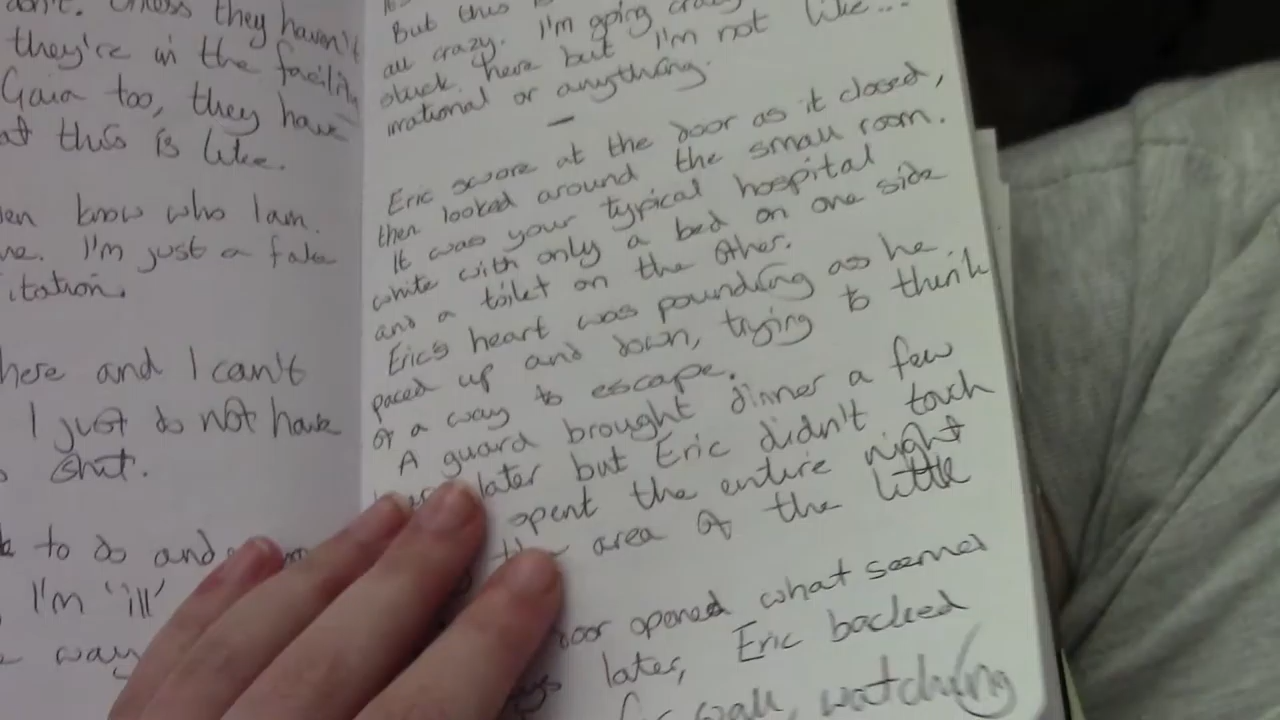 don't. Unless they haven't
they're in the facility
Gaia too, they have
at this is like.
know who I am.
I'm just a fake
here and I can't
I just do not have
shit.
to do and
I'm 'ill'
way
But this
all crazy. I'm going crazy
stuck here but I'm not like...
irrational or anything.
—
Eric swore at the door as it closed,
then looked around the small room.
It was your typical hospital
white with only a bed on one side
and a toilet on the other.
Eric's heart was pounding as he
paced up and down, trying to think
of a way to escape.
A guard brought dinner a few
later but Eric didn't touch
spent the entire night
area of the little
door opened what seemed
later, Eric backed
wall, watching